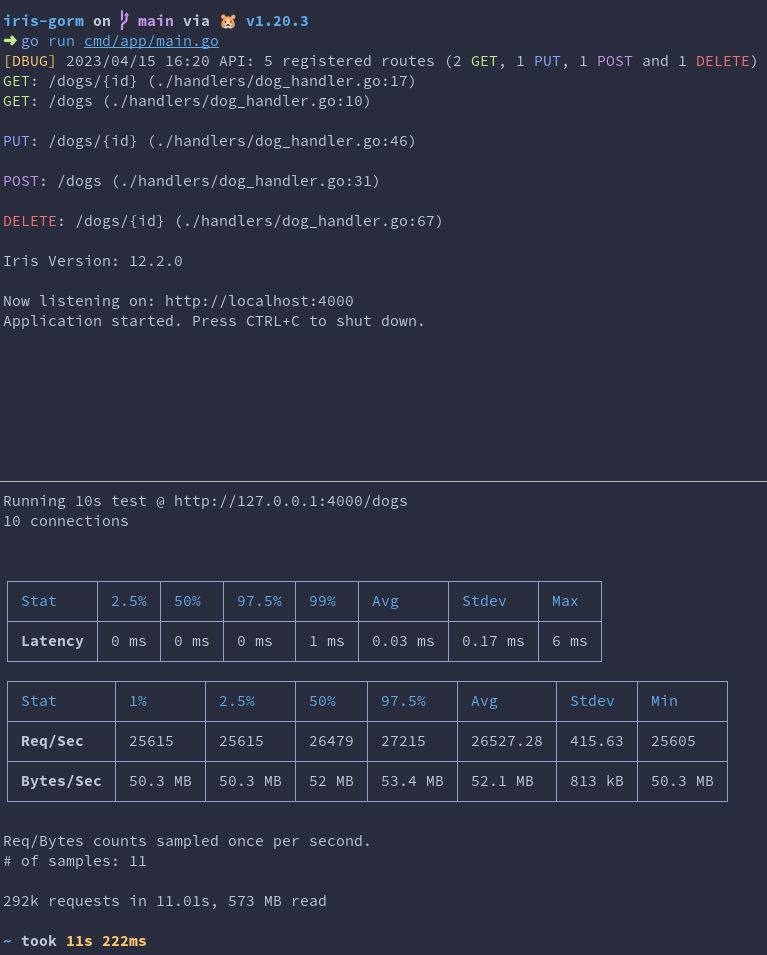 iris-gorm on main via 🐹 v1.20.3
➜ go run cmd/app/main.go
[DBUG] 2023/04/15 16:20 API: 5 registered routes (2 GET, 1 PUT, 1 POST and 1 DELETE)
GET: /dogs/{id} (./handlers/dog_handler.go:17)
GET: /dogs (./handlers/dog_handler.go:10)
PUT: /dogs/{id} (./handlers/dog_handler.go:46)
POST: /dogs (./handlers/dog_handler.go:31)
DELETE: /dogs/{id} (./handlers/dog_handler.go:67)
Iris Version: 12.2.0
Now listening on: http://localhost:4000
Application started. Press CTRL+C to shut down.
Running 10s test @ http://127.0.0.1:4000/dogs
10 connections
Stat 2.5% 50% 97.5% 99% Avg Stdev Max
Latency 0 ms 0 ms 0 ms 1 ms 0.03 ms 0.17 ms 6 ms
Stat 1% 2.5% 50% 97.5% Avg Stdev Min
Req/Sec 25615 25615 26479 27215 26527.28 415.63 25605
Bytes/Sec 50.3 MB 50.3 MB 52 MB 53.4 MB 52.1 MB 813 kB 50.3 MB
Req/Bytes counts sampled once per second.
# of samples: 11
292k requests in 11.01s, 573 MB read
~ took 11s 222ms